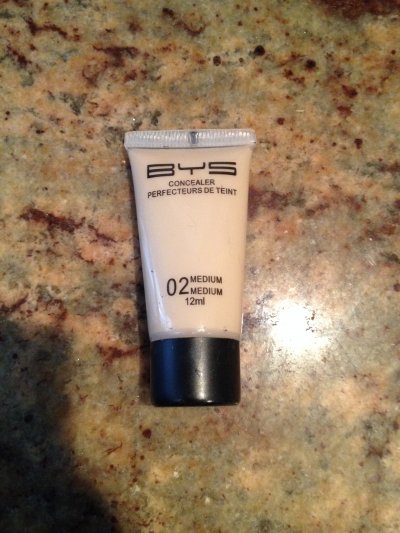 BYS
CONCEALER
PERFECTEURS DE TEINT
02 MEDIUM
MEDIUM
12ml